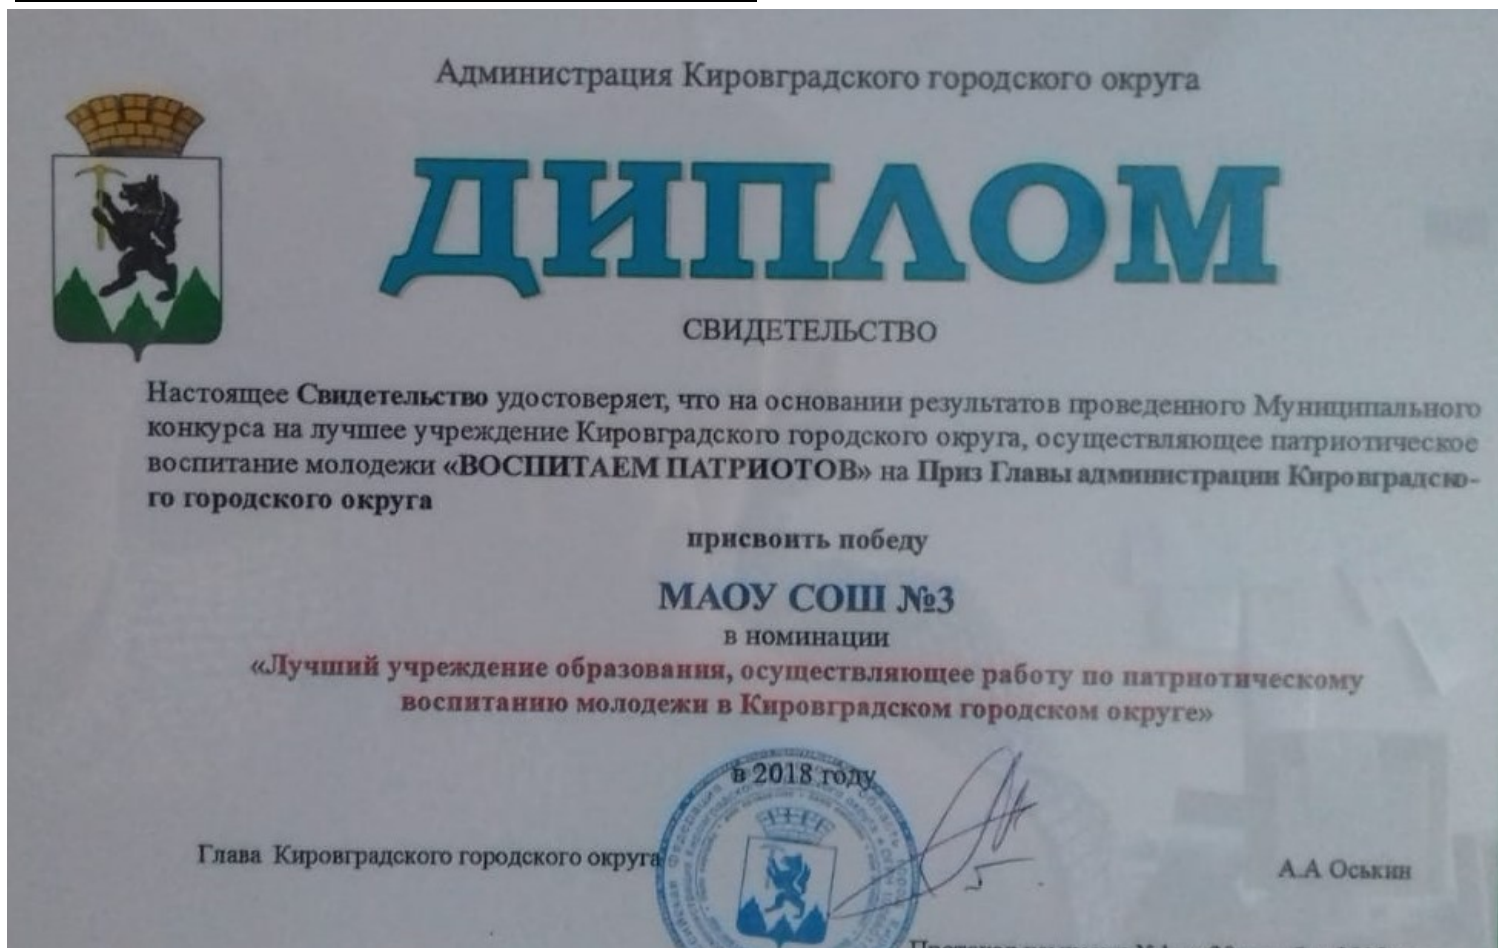 Администрация Кировградского городского округа
ДИПЛОМ
СВИДЕТЕЛЬСТВО
Настоящее Свидетельство удостоверяет, что на основании результатов проведенного Муниципального
конкурса на лучшее учреждение Кировградского городского округа, осуществляющее патриотическое
воспитание молодежи «ВОСПИТАЕМ ПАТРИОТОВ» на Приз Главы администрации Кировградско-
го городского округа
присвоить победу
МАОУ СОШ №3
в номинации
«Лучший учреждение образования, осуществляющее работу по патриотическому
воспитанию молодежи в Кировградском городском округе»
в 2018 году
Глава Кировградского городского округа
А.А Оськин